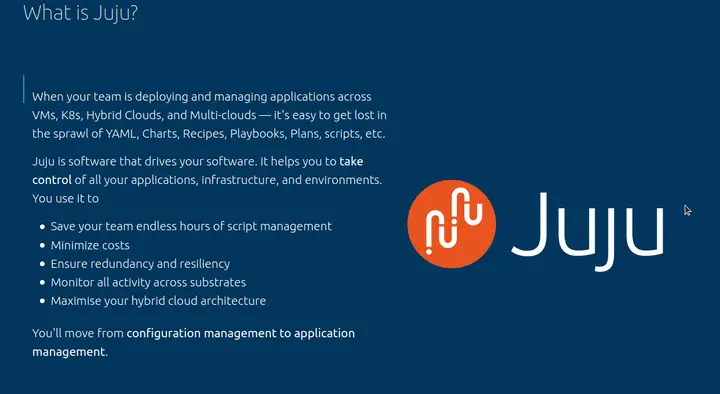 What is Juju?
When your team is deploying and managing applications across
VMs, K8s, Hybrid Clouds, and Multi-clouds — it's easy to get lost in
the sprawl of YAML, Charts, Recipes, Playbooks, Plans, scripts, etc.
Juju is software that drives your software. It helps you to take
control of all your applications, infrastructure, and environments.
You use it to
• Save your team endless hours of script management
• Minimize costs
• Ensure redundancy and resiliency
• Monitor all activity across substrates
• Maximise your hybrid cloud architecture
You'll move from configuration management to application
management.
Juju